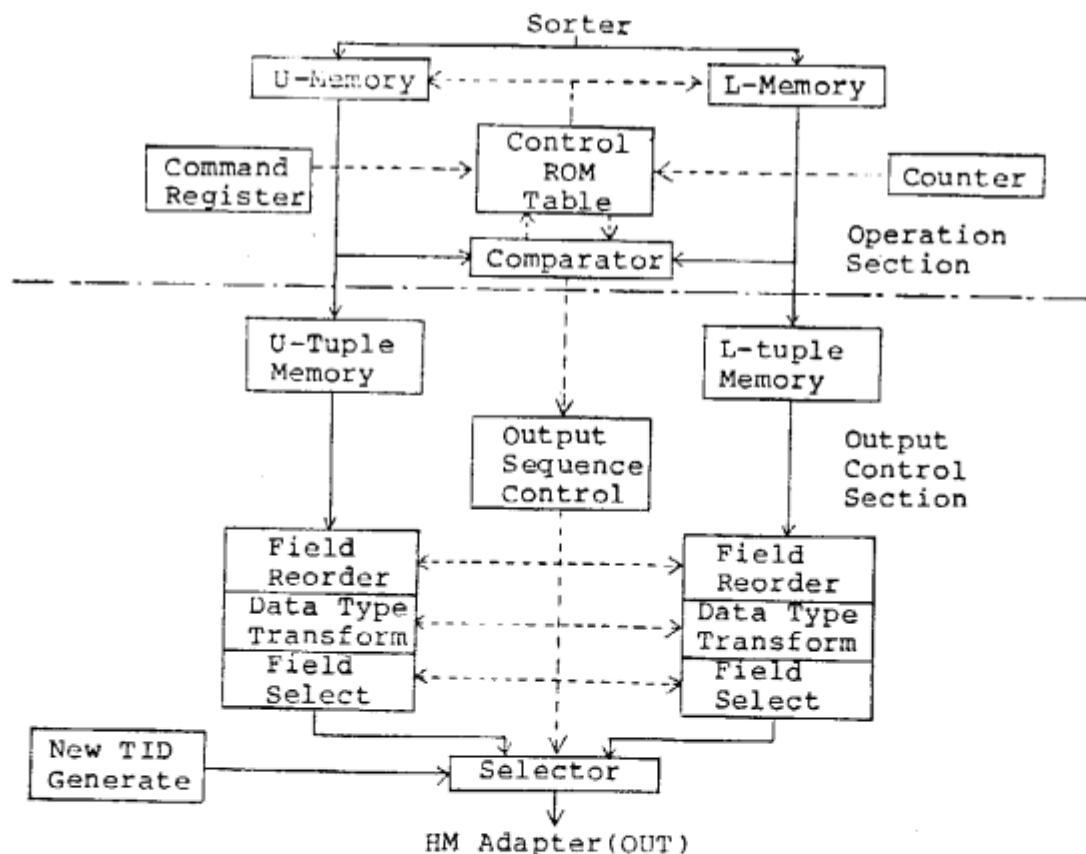 Sorter
U-Memory
L-Memory
Control
ROM
Table
Command
Register
Counter
Comparator
Operation
Section
U-Tuple
Memory
L-tuple
Memory
Output
Sequence
Control
Output
Control
Section
Field
Reorder
Data Type
Transform
Field
Select
Field
Reorder
Data Type
Transform
Field
Select
New TID
Generate
Selector
HM Adapter(OUT)